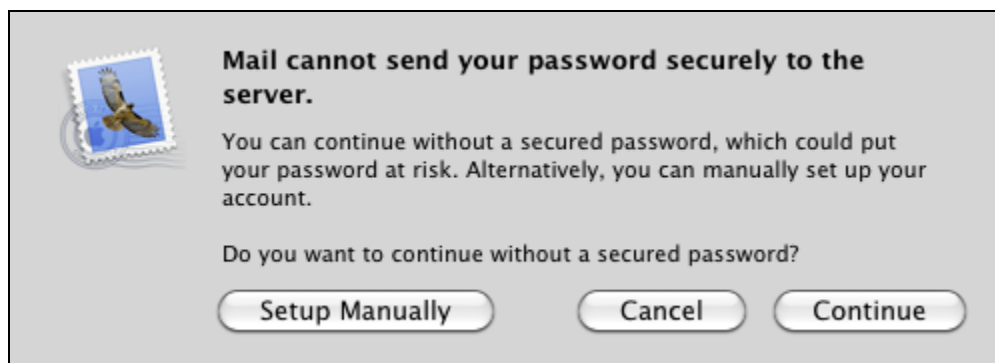 Mail cannot send your password securely to the
server.
You can continue without a secured password, which could put
your password at risk. Alternatively, you can manually set up your
account.
Do you want to continue without a secured password?
Setup Manually
Cancel
Continue